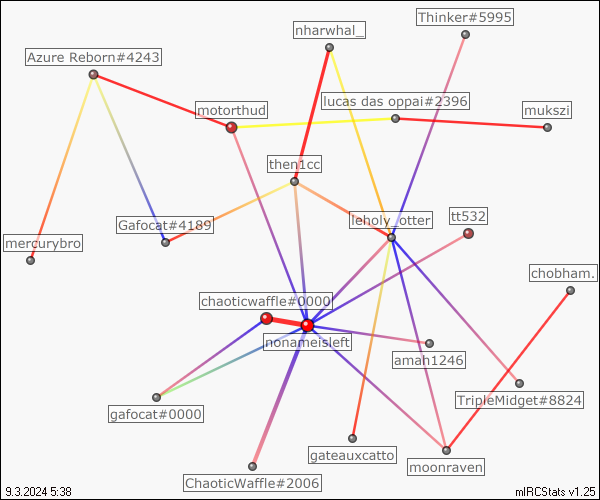 Thinker#5995
nharwhal_
Azure Reborn#4243
lucas das oppai#2396
motorthud
mukszi
then1cc
Gafocat#4189
leholy_otter
tt532
mercurybro
chobham.
chaoticwaffle#0000
nonameisleft
amah1246
gafocat#0000
TripleMidget#8824
gateauxcatto
moonraven
ChaoticWaffle#2006
9.3.2024 5:38
mIRCStats v1.25